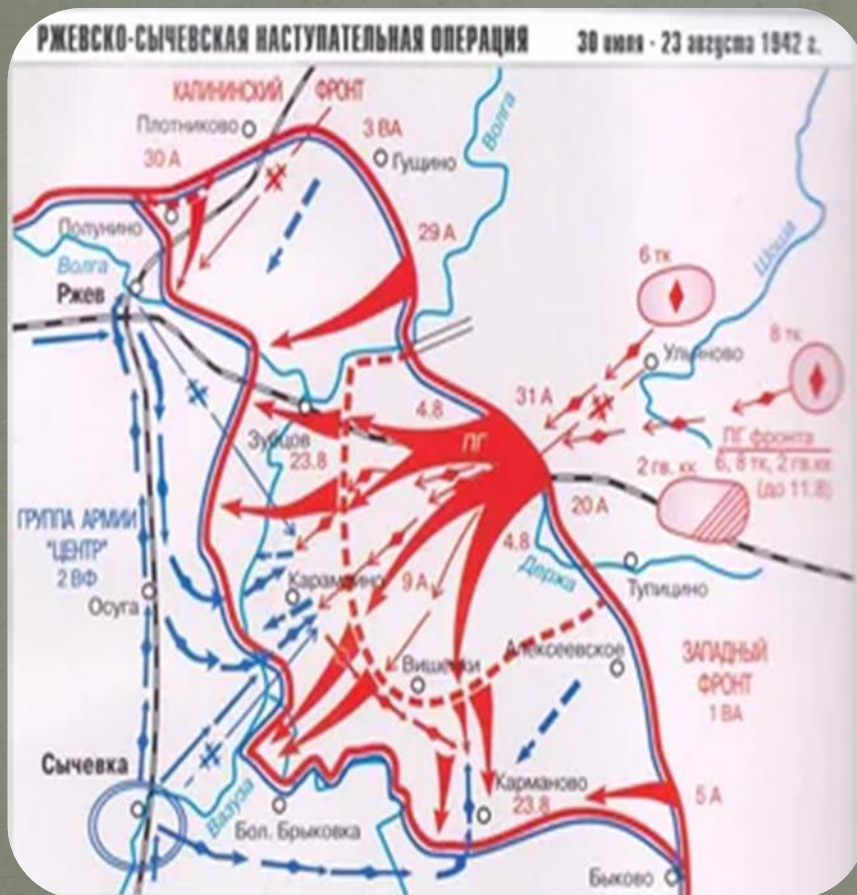 РЖЕВСКО-СЫЧЕВСКАЯ НАСТУПАТЕЛЬНАЯ ОПЕРАЦИЯ
30 июля - 23 августа 1942 г.
КАЛИНИНСКИЙ ФРОНТ
Плотниково
3 ВА
30 А
Гущино
Волга
Полунино
29 А
Волга
Шоша
6 тк
Ржев
Ульяново
8 тк
31 А
4.8
ПГ
ПГ фронта
6, 8 тк, 2 гв.кк
(до 11.8)
Зубцов
23.8
2 гв. кк
20 А
ГРУППА АРМИИ
"ЦЕНТР"
2 ВФ
4.8
Держа
Карамзино
9 А
Тупицино
Осуга
Вишенки
Алексеевское
ЗАПАДНЫЙ
ФРОНТ
1 ВА
Сычевка
Карманово
23.8
5 А
Вазуза
Бол. Брыковка
Быково